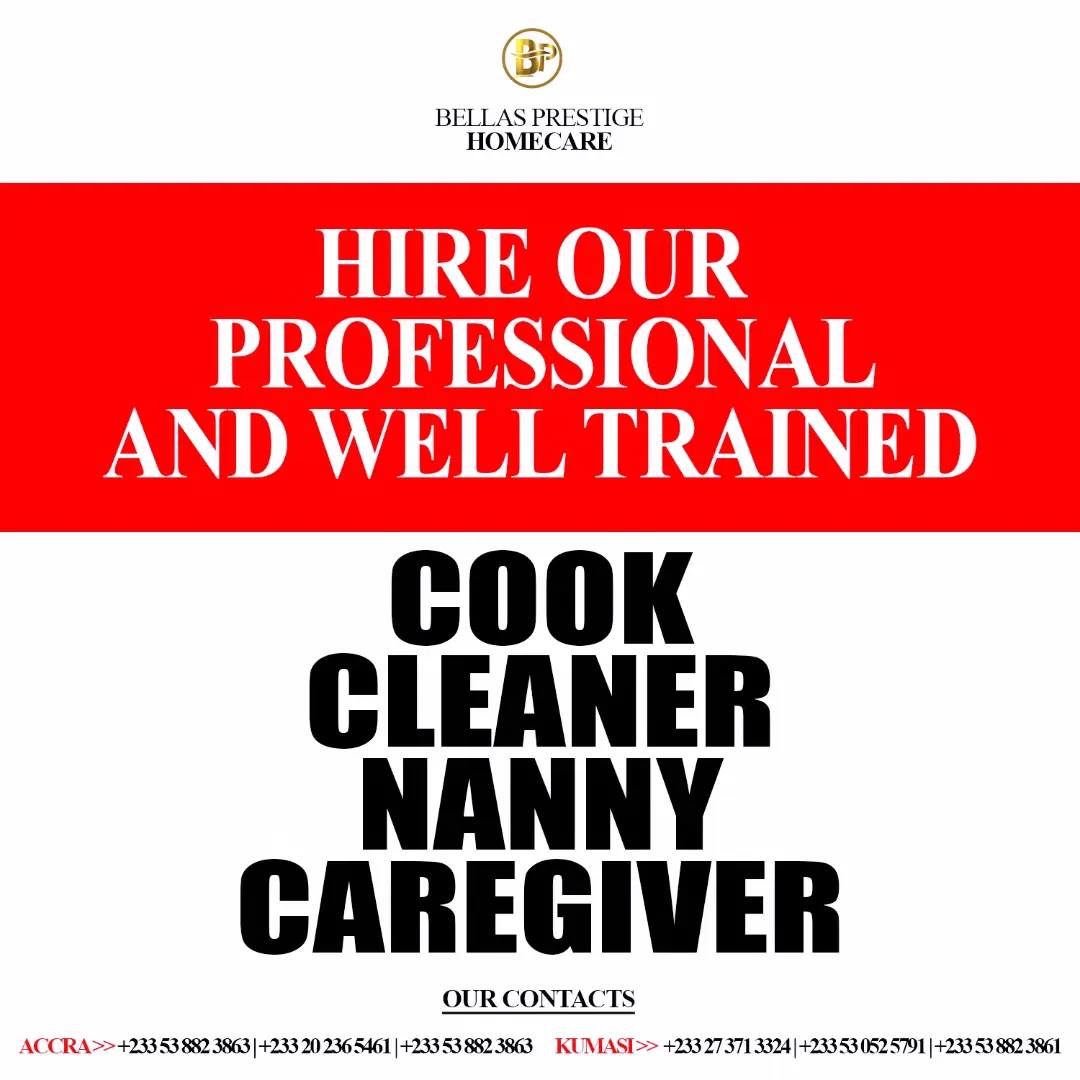 BP
BELLAS PRESTIGE
HOMECARE
HIRE OUR
PROFESSIONAL
AND WELL TRAINED
COOK
CLEANER
NANNY
CAREGIVER
OUR CONTACTS
ACCRA >> +233 53 882 3863 | +233 20 236 5461 | +233 53 882 3863 KUMASI >> +233 27 371 3324 | +233 53 052 5791 | +233 53 882 3861